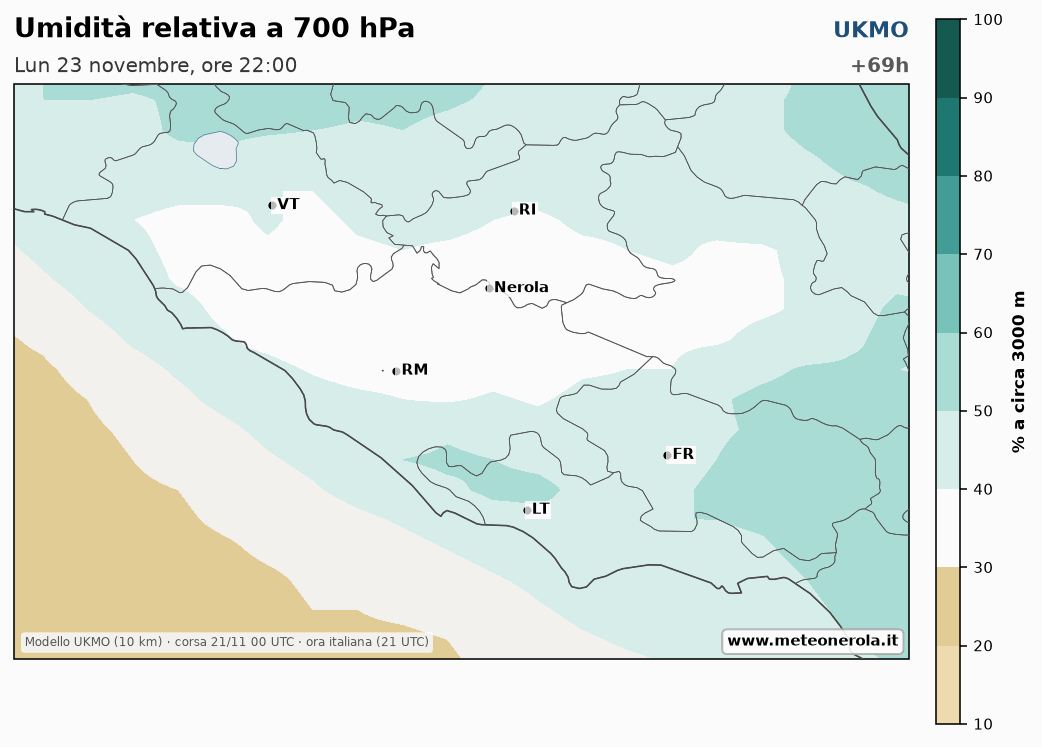 Umidità relativa a 700 hPa
UKMO
Lun 23 novembre, ore 22:00
+69h
VT
RI
Nerola
RM
FR
LT
Modello UKMO (10 km) · corsa 21/11 00 UTC · ora italiana (21 UTC)
www.meteonerola.it
100
90
80
70
60
50
40
30
20
10
% a circa 3000 m